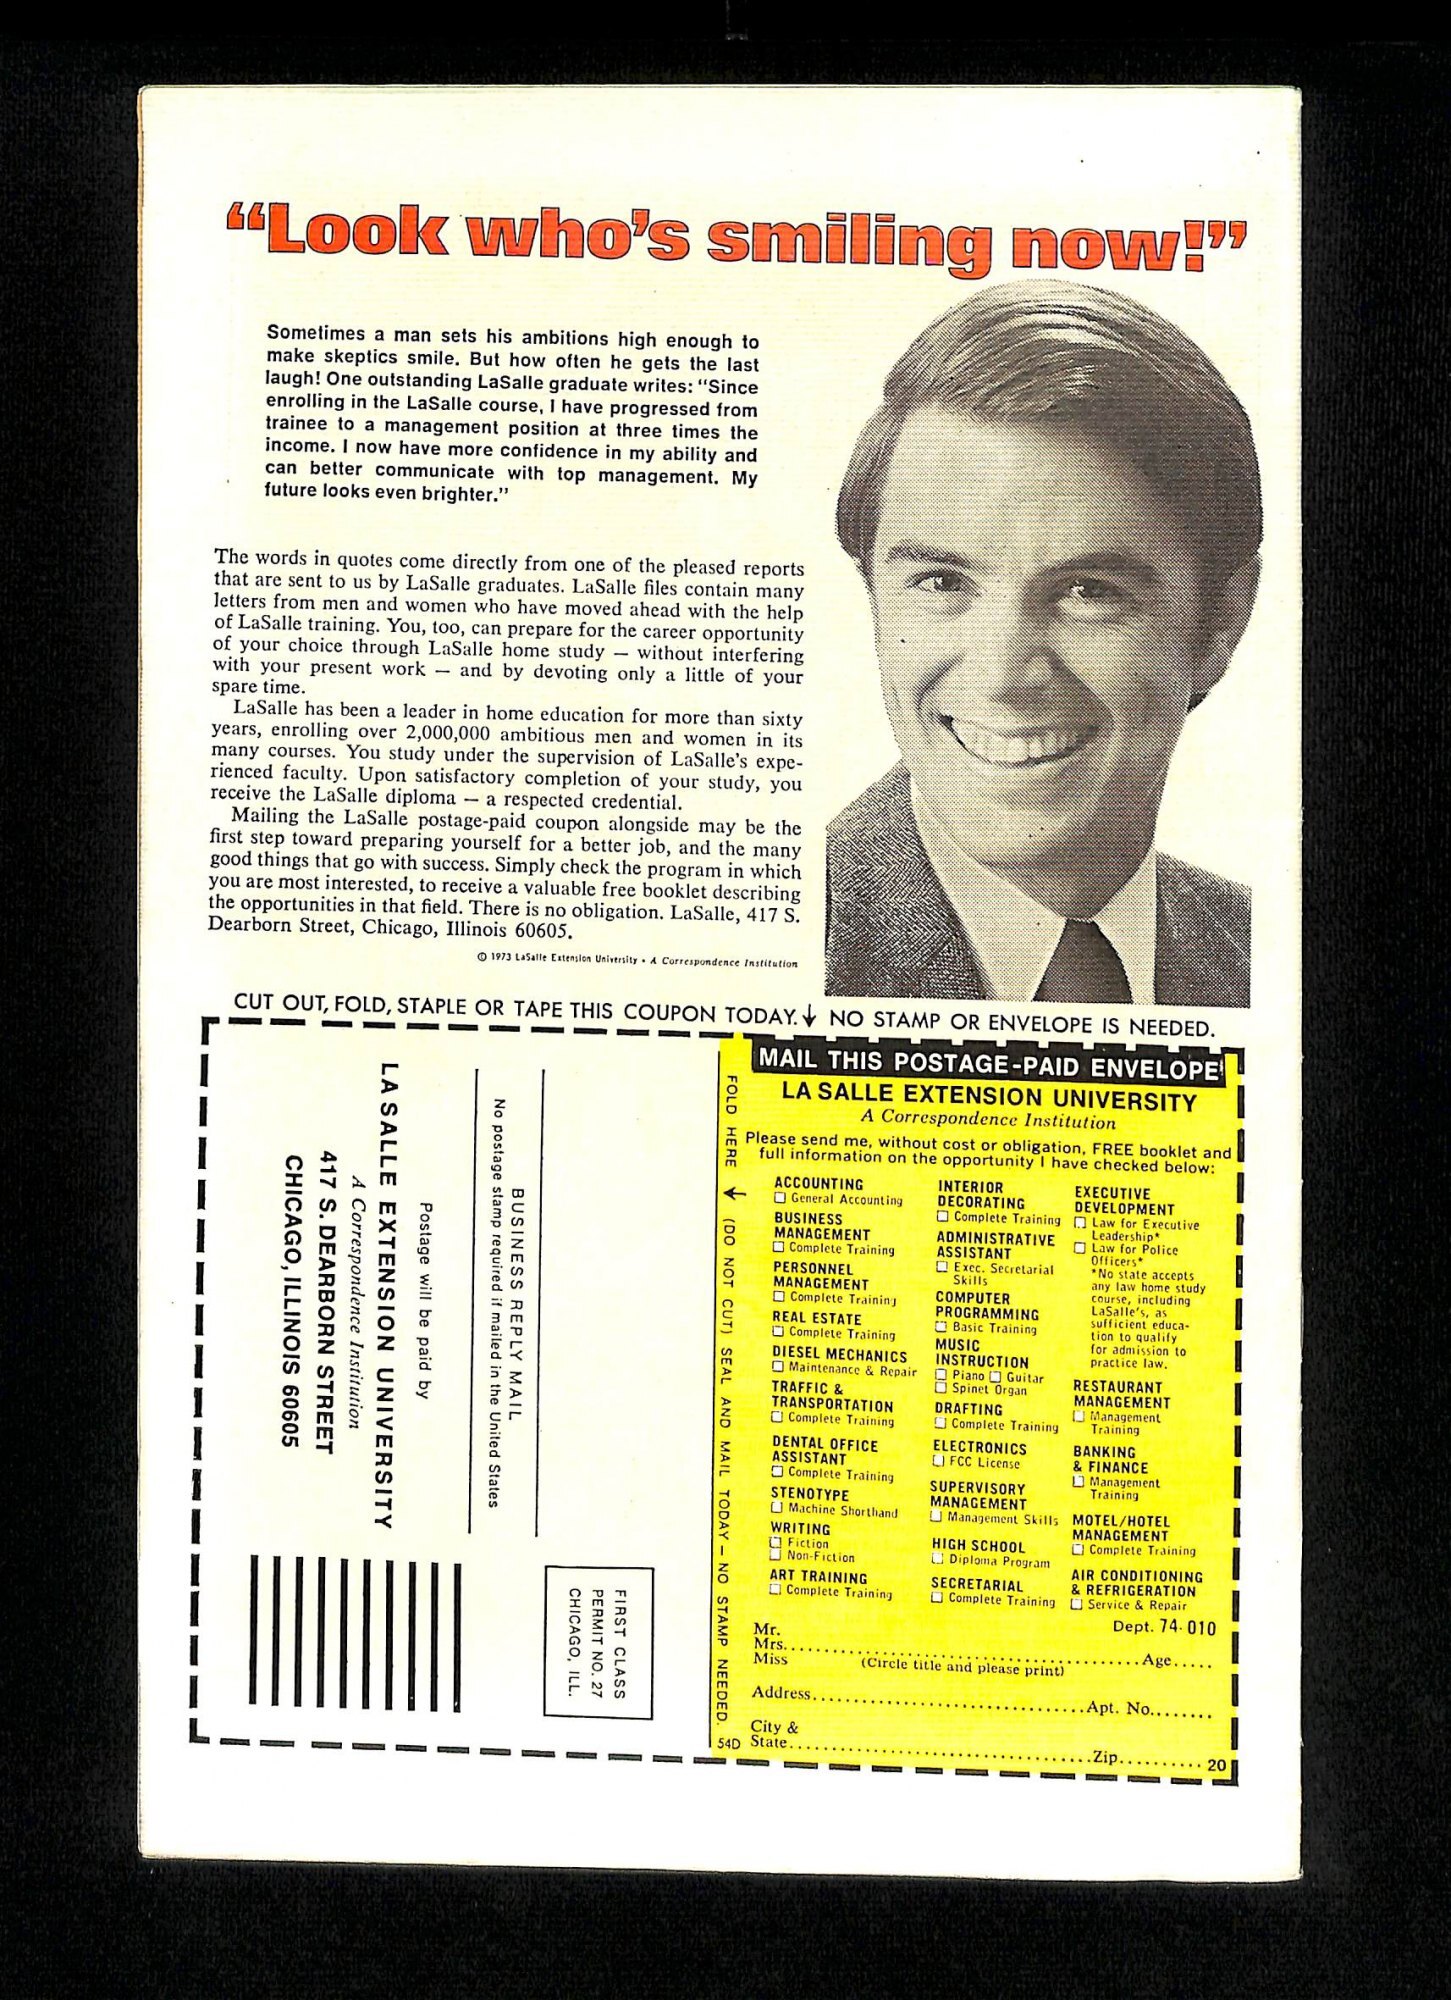 “Look who's smiling now!”
Sometimes a man sets his ambitions high enough to
make skeptics smile. But how often he gets the last
laugh! One outstanding LaSalle graduate writes: “Since
enrolling in the LaSalle course, I have progressed from
trainee to a management position at three times the
income. I now have more confidence in my ability and
can better communicate with top management. My
future looks even brighter.”
The words in quotes come directly from one of the pleased reports
that are sent to us by LaSalle graduates. LaSalle files contain many
letters from men and women who have moved ahead with the help
of LaSalle training. You, too, can prepare for the career opportunity
of your choice through LaSalle home study — without interfering
with your present work — and by devoting only a little of your
spare time.
LaSalle has been a leader in home education for more than sixty
years, enrolling over 2,000,000 ambitious men and women in its
many courses. You study under the supervision of LaSalle's expe-
rienced faculty. Upon satisfactory completion of your study, you
receive the LaSalle diploma — a respected credential.
Mailing the LaSalle postage-paid coupon alongside may be the
first step toward preparing yourself for a better job, and the many
good things that go with success. Simply check the program in which
you are most interested, to receive a valuable free booklet describing
the opportunities in that field. There is no obligation. LaSalle, 417 S.
Dearborn Street, Chicago, Illinois 60605.
© 1973 LaSalle Extension University • A Correspondence Institution
CUT OUT, FOLD, STAPLE OR TAPE THIS COUPON TODAY.↓ NO STAMP OR ENVELOPE IS NEEDED.
FIRST CLASS
PERMIT NO. 27
CHICAGO, ILL.
BUSINESS REPLY MAIL
No postage stamp required if mailed in the United States
Postage will be paid by
LA SALLE EXTENSION UNIVERSITY
A Correspondence Institution
417 S. DEARBORN STREET
CHICAGO, ILLINOIS 60605
FOLD HERE ↓ (DO NOT CUT) SEAL AND MAIL TODAY — NO STAMP NEEDED.
54D
MAIL THIS POSTAGE-PAID ENVELOPE!
LA SALLE EXTENSION UNIVERSITY
A Correspondence Institution
Please send me, without cost or obligation, FREE booklet and
full information on the opportunity I have checked below:
ACCOUNTING
☐ General Accounting
BUSINESS
MANAGEMENT
☐ Complete Training
PERSONNEL
MANAGEMENT
☐ Complete Training
REAL ESTATE
☐ Complete Training
DIESEL MECHANICS
☐ Maintenance & Repair
TRAFFIC &
TRANSPORTATION
☐ Complete Training
DENTAL OFFICE
ASSISTANT
☐ Complete Training
STENOTYPE
☐ Machine Shorthand
WRITING
☐ Fiction
☐ Non-Fiction
ART TRAINING
☐ Complete Training
INTERIOR
DECORATING
☐ Complete Training
ADMINISTRATIVE
ASSISTANT
☐ Exec. Secretarial
Skills
COMPUTER
PROGRAMMING
☐ Basic Training
MUSIC
INSTRUCTION
☐ Piano ☐ Guitar
☐ Spinet Organ
DRAFTING
☐ Complete Training
ELECTRONICS
☐ FCC License
SUPERVISORY
MANAGEMENT
☐ Management Skills
HIGH SCHOOL
☐ Diploma Program
SECRETARIAL
☐ Complete Training
EXECUTIVE
DEVELOPMENT
☐ Law for Executive
Leadership*
☐ Law for Police
Officers*
*No state accepts
any law home study
course, including
LaSalle's, as
sufficient educa-
tion to qualify
for admission to
practice law.
RESTAURANT
MANAGEMENT
☐ Management
Training
BANKING
& FINANCE
☐ Management
Training
MOTEL/HOTEL
MANAGEMENT
☐ Complete Training
AIR CONDITIONING
& REFRIGERATION
☐ Service & Repair
Dept. 74-010
Mr.
Mrs. ........................................ Age.....
Miss (Circle title and please print)
Address ................................ Apt. No........
City &
State ................................... Zip.......... 20